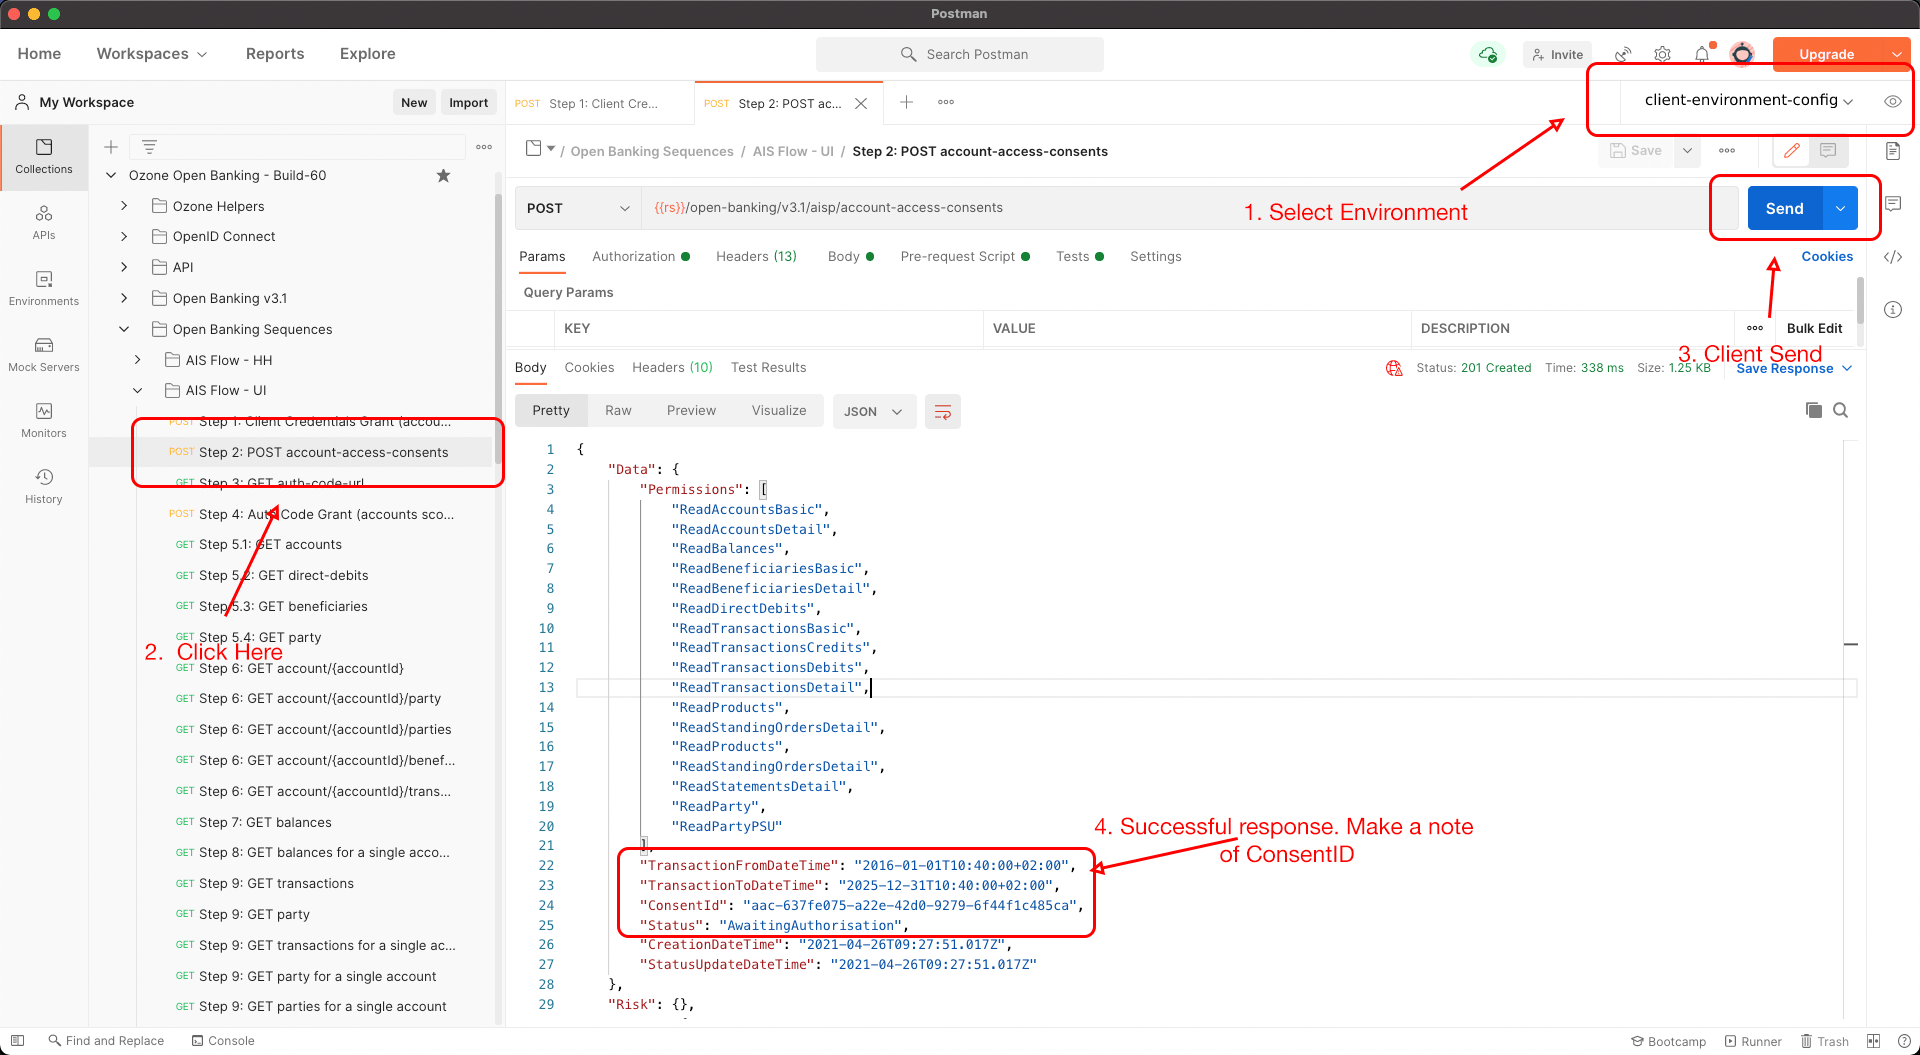 Postman
Home Workspaces Reports Explore Search Postman Invite Upgrade
My Workspace New Import
POST Step 1: Client Cre... POST Step 2: POST ac... client-environment-config
Collections
APIs
Environments
Mock Servers
Monitors
History
Ozone Open Banking - Build-60
Ozone Helpers
OpenID Connect
API
Open Banking v3.1
Open Banking Sequences
AIS Flow - HH
AIS Flow - UI
POST Step 1: Client Credentials Grant (accou...
POST Step 2: POST account-access-consents
GET Step 3: GET auth-code-url
POST Step 4: Auth Code Grant (accounts sco...
GET Step 5.1: GET accounts
GET Step 5.2: GET direct-debits
GET Step 5.3: GET beneficiaries
GET Step 5.4: GET party
2. Click Here
GET Step 6: GET account/{accountId}
GET Step 6: GET account/{accountId}/party
GET Step 6: GET account/{accountId}/parties
GET Step 6: GET account/{accountId}/benef...
GET Step 6: GET account/{accountId}/trans...
GET Step 7: GET balances
GET Step 8: GET balances for a single acco...
GET Step 9: GET transactions
GET Step 9: GET party
GET Step 9: GET transactions for a single ac...
GET Step 9: GET party for a single account
GET Step 9: GET parties for a single account
/ Open Banking Sequences / AIS Flow - UI / Step 2: POST account-access-consents Save
POST {{rs}}/open-banking/v3.1/aisp/account-access-consents Send
1. Select Environment
Params Authorization Headers (13) Body Pre-request Script Tests Settings Cookies
Query Params
KEY VALUE DESCRIPTION Bulk Edit
3. Client Send
Body Cookies Headers (10) Test Results Status: 201 Created Time: 338 ms Size: 1.25 KB Save Response
Pretty Raw Preview Visualize JSON
1 {
2 "Data": {
3 "Permissions": [
4 "ReadAccountsBasic",
5 "ReadAccountsDetail",
6 "ReadBalances",
7 "ReadBeneficiariesBasic",
8 "ReadBeneficiariesDetail",
9 "ReadDirectDebits",
10 "ReadTransactionsBasic",
11 "ReadTransactionsCredits",
12 "ReadTransactionsDebits",
13 "ReadTransactionsDetail",
14 "ReadProducts",
15 "ReadStandingOrdersDetail",
16 "ReadProducts",
17 "ReadStandingOrdersDetail",
18 "ReadStatementsDetail",
19 "ReadParty",
20 "ReadPartyPSU"
21 ],
22 "TransactionFromDateTime": "2016-01-01T10:40:00+02:00",
23 "TransactionToDateTime": "2025-12-31T10:40:00+02:00",
24 "ConsentId": "aac-637fe075-a22e-42d0-9279-6f44f1c485ca",
25 "Status": "AwaitingAuthorisation",
26 "CreationDateTime": "2021-04-26T09:27:51.017Z",
27 "StatusUpdateDateTime": "2021-04-26T09:27:51.017Z"
28 },
29 "Risk": {},
4. Successful response. Make a note
of ConsentID
Find and Replace Console Bootcamp Runner Trash